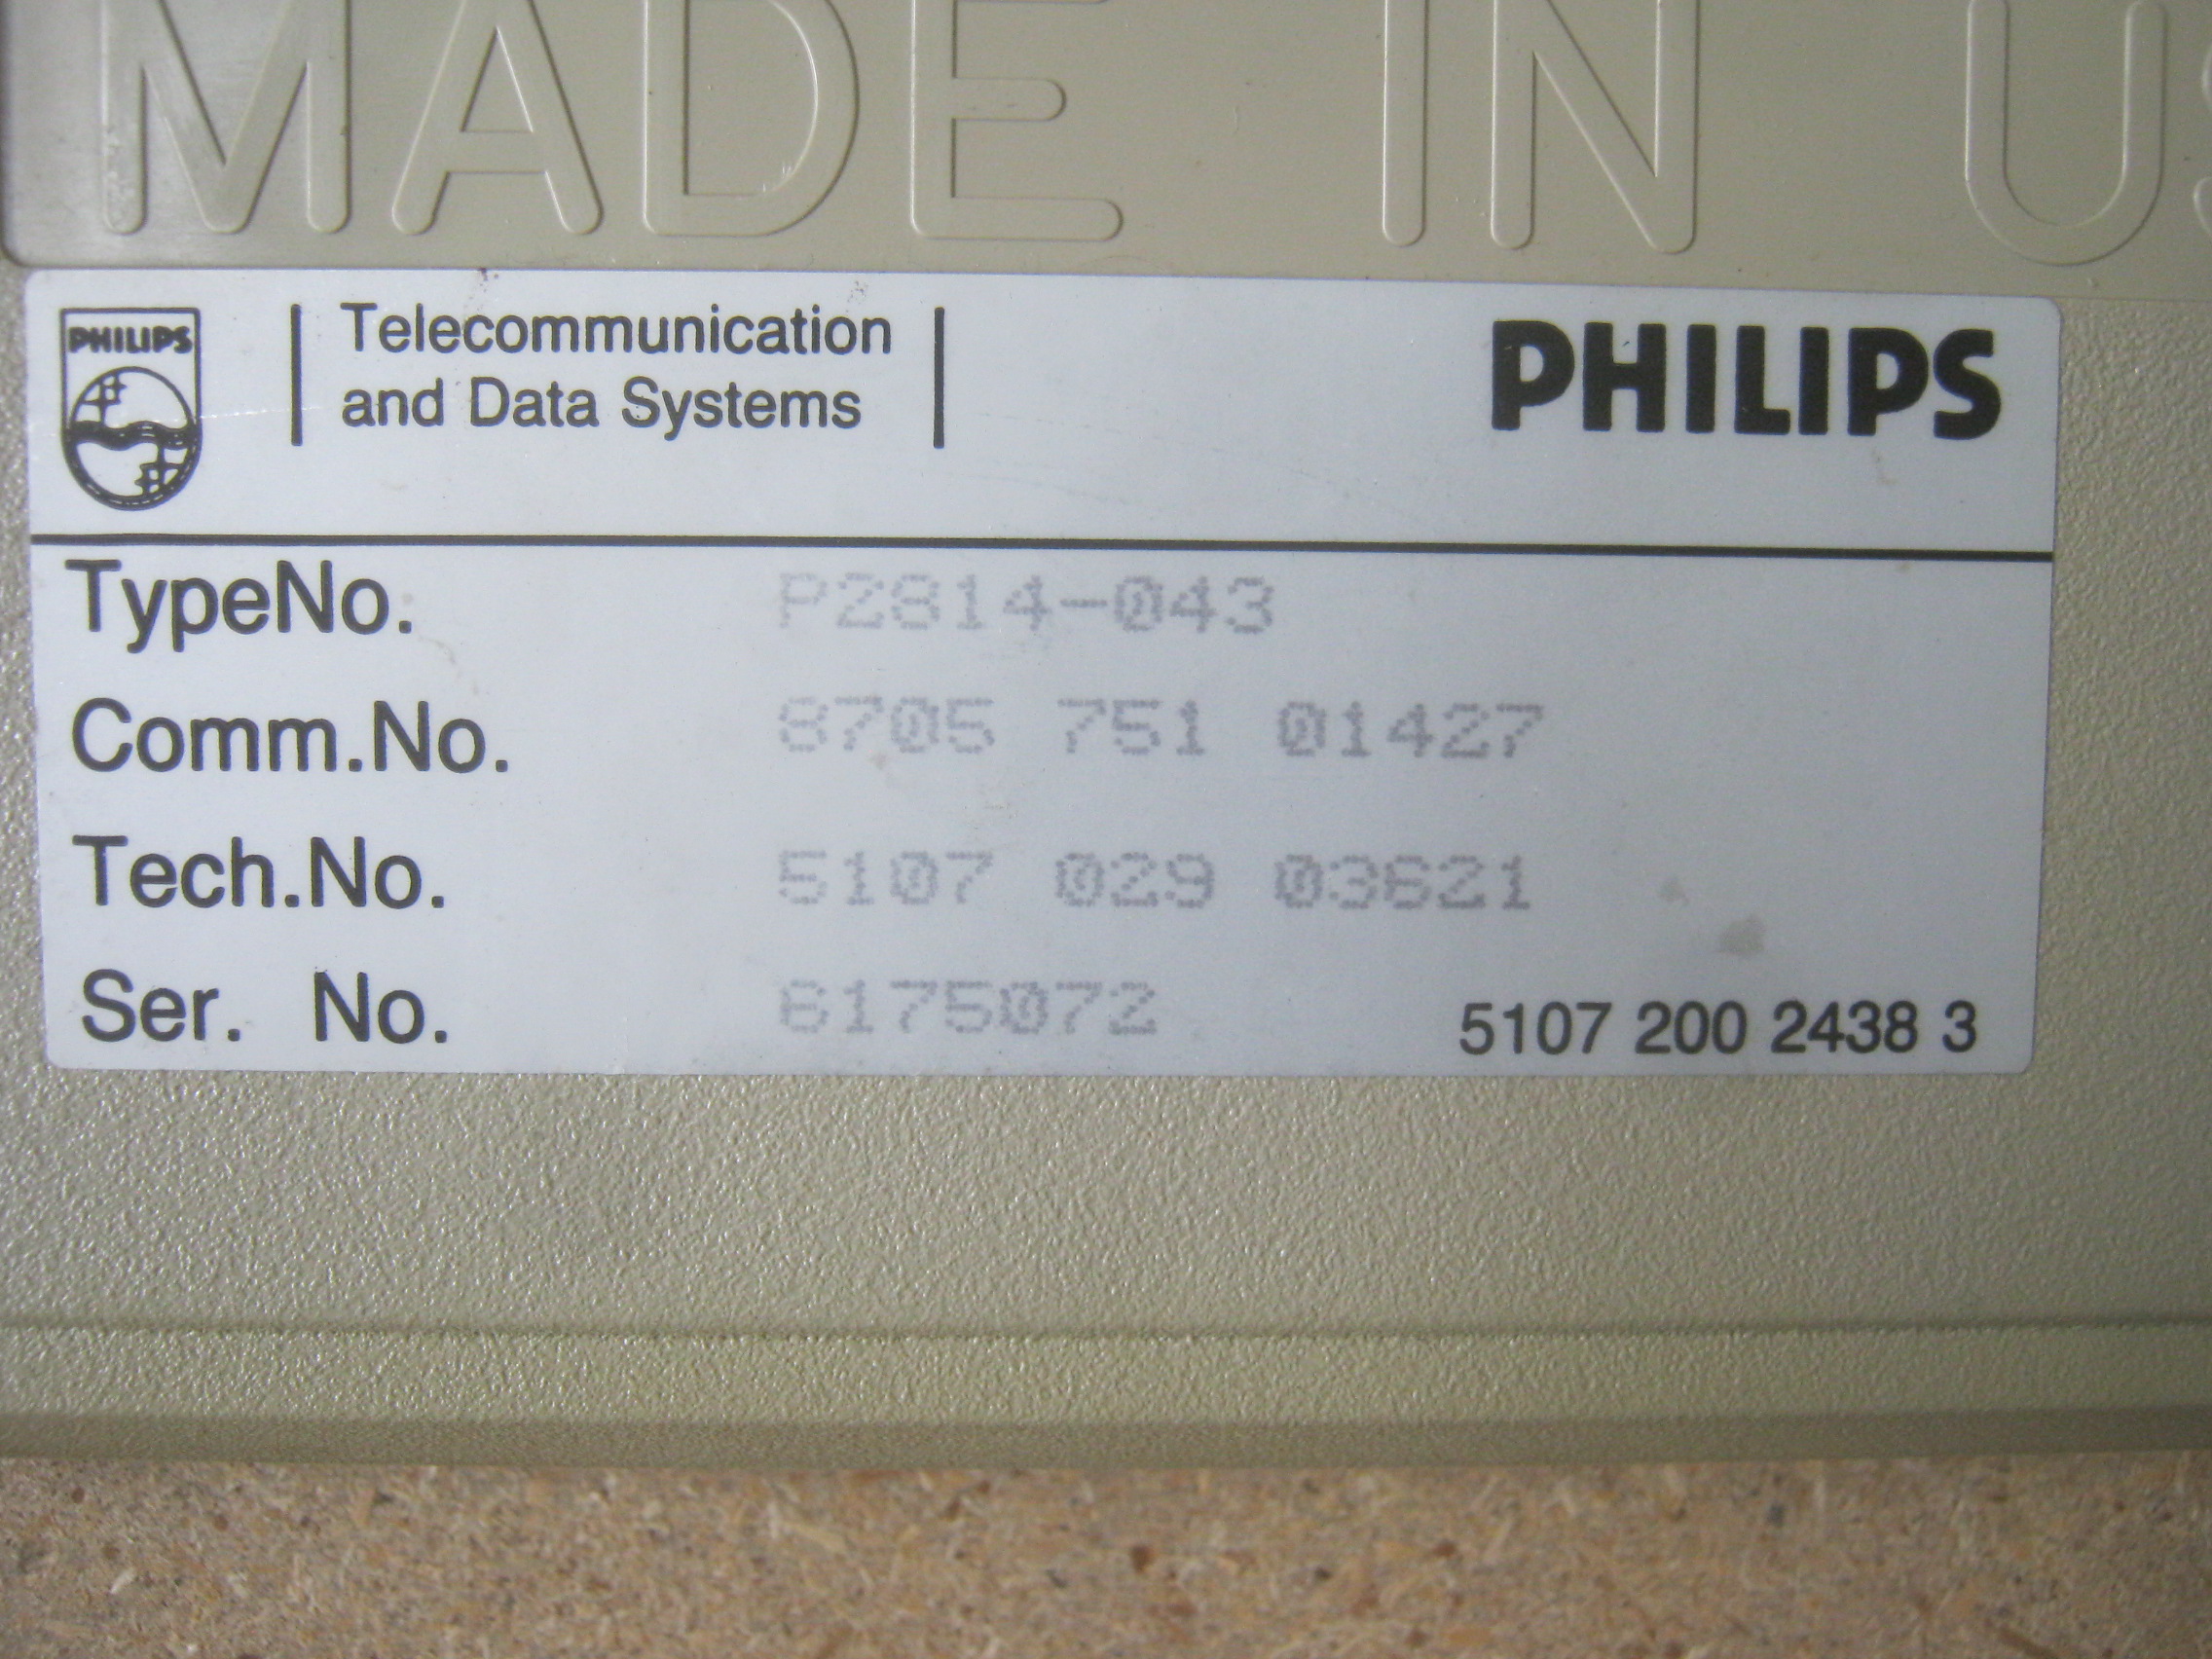 MADE IN US
PHILIPS
Telecommunication
and Data Systems
PHILIPS
TypeNo. P2814-043
Comm.No. 8705 751 01427
Tech.No. 5107 029 03621
Ser. No. 6175072
5107 200 2438 3